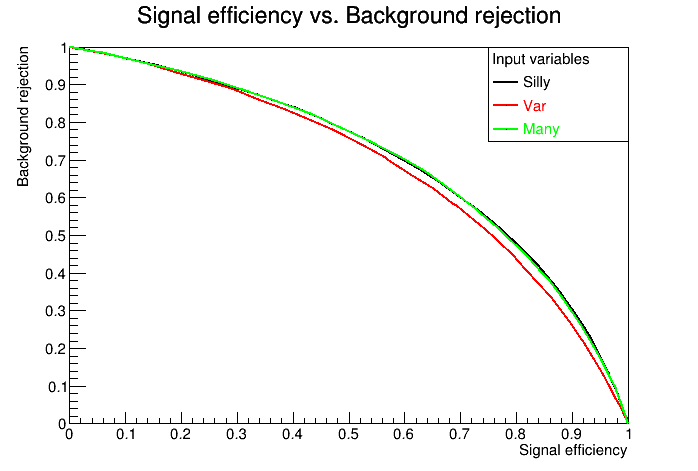 Signal efficiency vs. Background rejection
Background rejection
1
0.9
0.8
0.7
0.6
0.5
0.4
0.3
0.2
0.1
0
Input variables
Silly
Var
Many
0 0.1 0.2 0.3 0.4 0.5 0.6 0.7 0.8 0.9 1
Signal efficiency